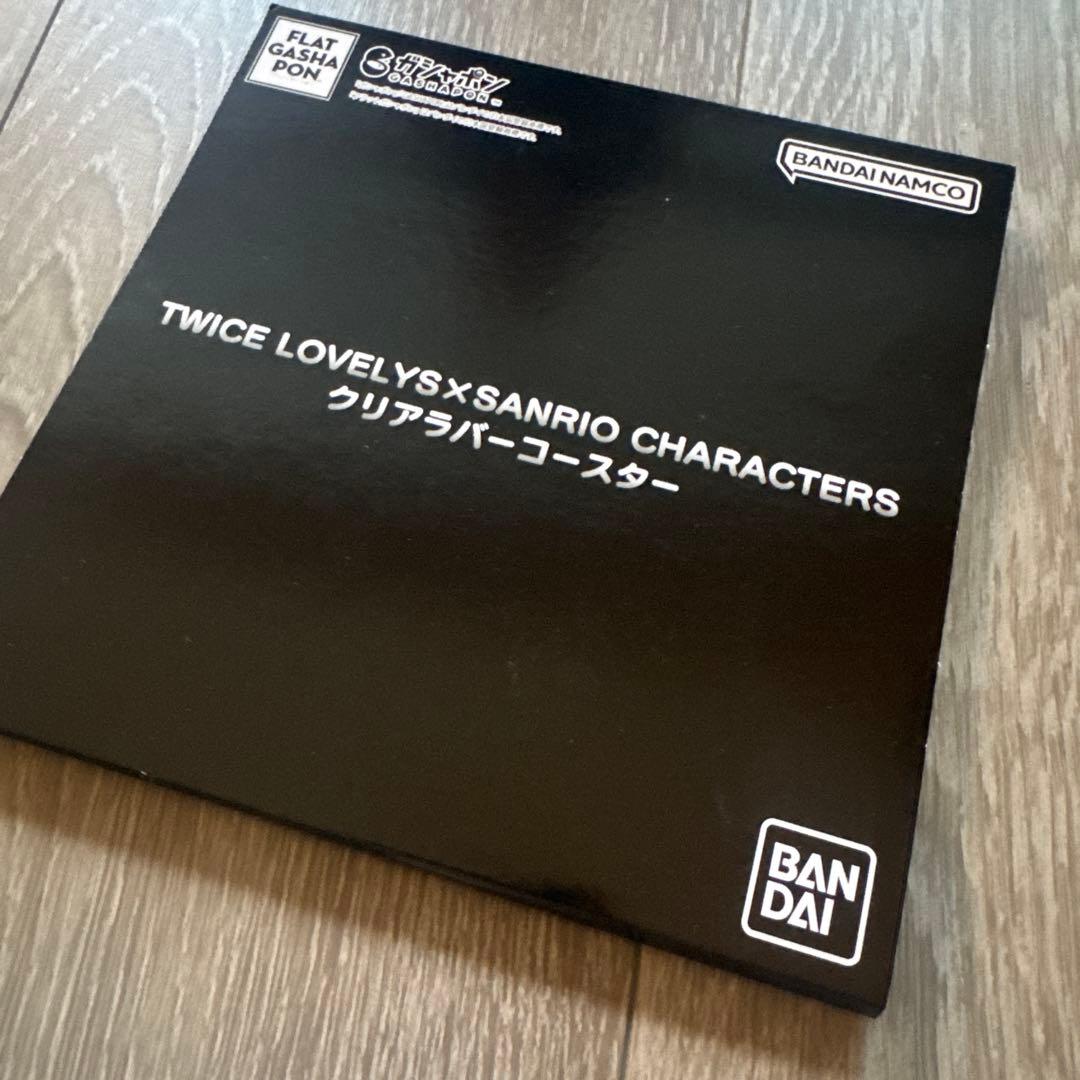 FLAT
GASHA
PON
ガシャポン
GASHAPON
BANDAI NAMCO
TWICE LOVELYS×SANRIO CHARACTERS
クリアラバーコースター
BAN
DAI